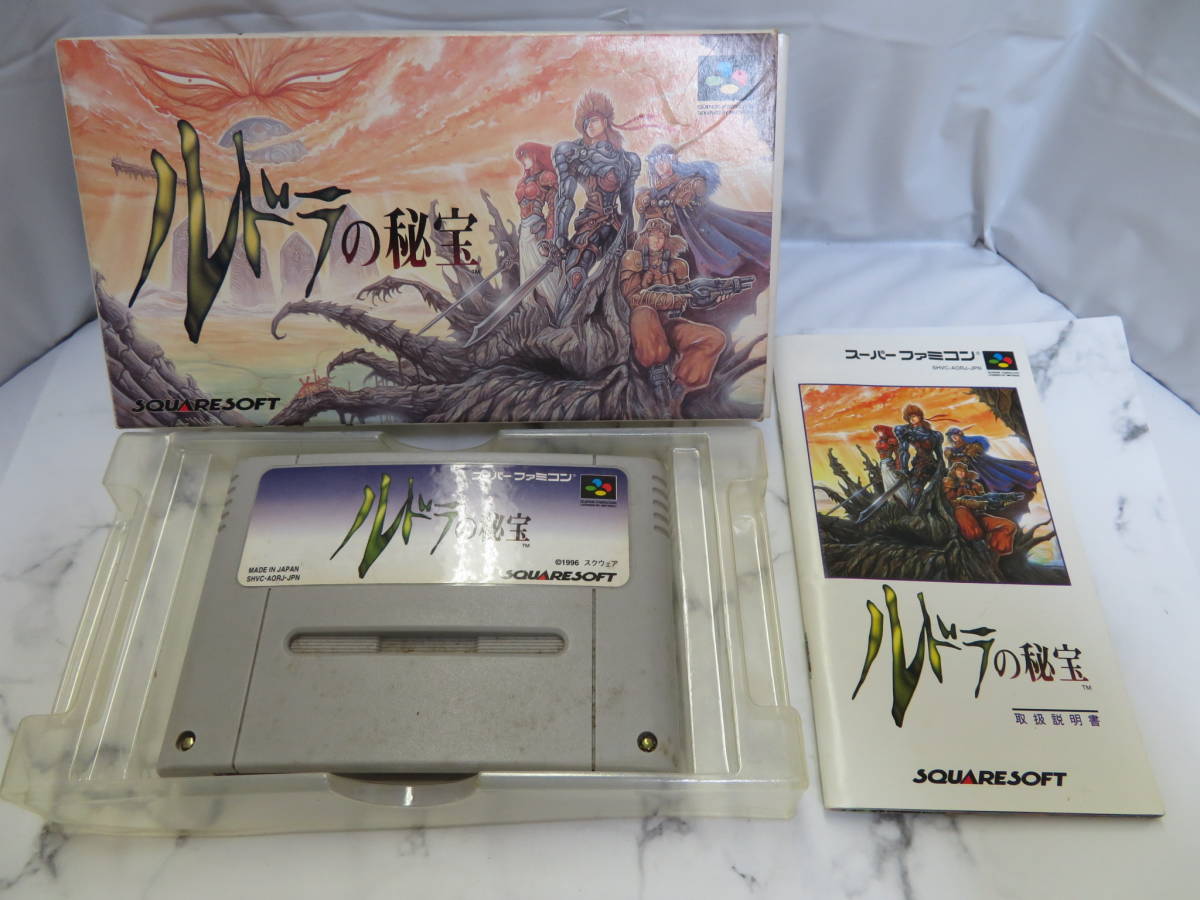 ルドラの秘宝
TM
SQUARESOFT
スーパーファミコン
ルドラの秘宝
TM
MADE IN JAPAN
SHVC-AORJ-JPN
©1996 スクウェア
SQUARESOFT
スーパーファミコン
SHVC-AORJ-JPN
ルドラの秘宝
TM
取扱説明書
SQUARESOFT